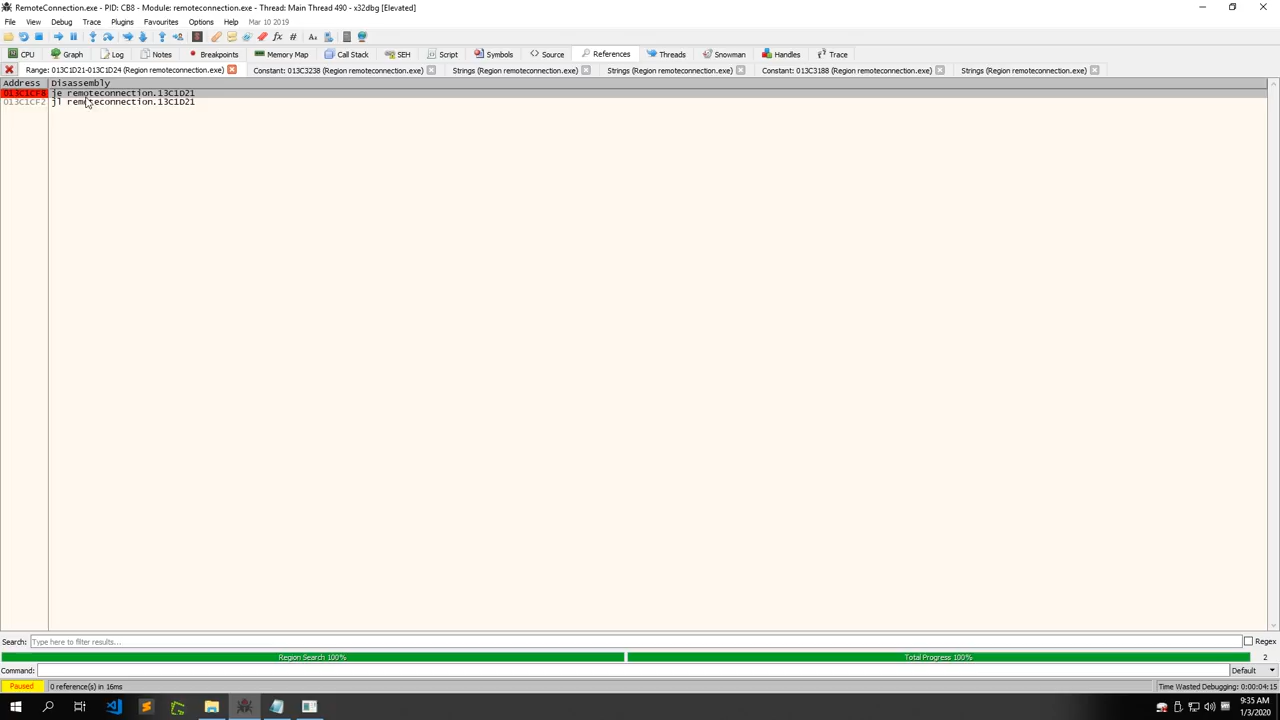 RemoteConnection.exe - PID: CB8 - Module: remoteconnection.exe - Thread: Main Thread 490 - x32dbg [Elevated]
File View Debug Trace Plugins Favourites Options Help Mar 10 2019
CPU Graph Log Notes Breakpoints Memory Map Call Stack SEH Script Symbols Source References Threads Snowman Handles Trace
Range: 013C1D21-013C1D24 (Region remoteconnection.exe) Constant: 013C3238 (Region remoteconnection.exe) Strings (Region remoteconnection.exe) Strings (Region remoteconnection.exe) Constant: 013C3188 (Region remoteconnection.exe) Strings (Region remoteconnection.exe)
Address Disassembly
013C1CF8 je remoteconnection.13C1D21
013C1CF2 jl remoteconnection.13C1D21
Search: Type here to filter results... Regex
Region Search 100% Total Progress 100% 2
Command: Default
Paused 0 reference(s) in 16ms Time Wasted Debugging: 0:00:04:15
9:35 AM
1/3/2020